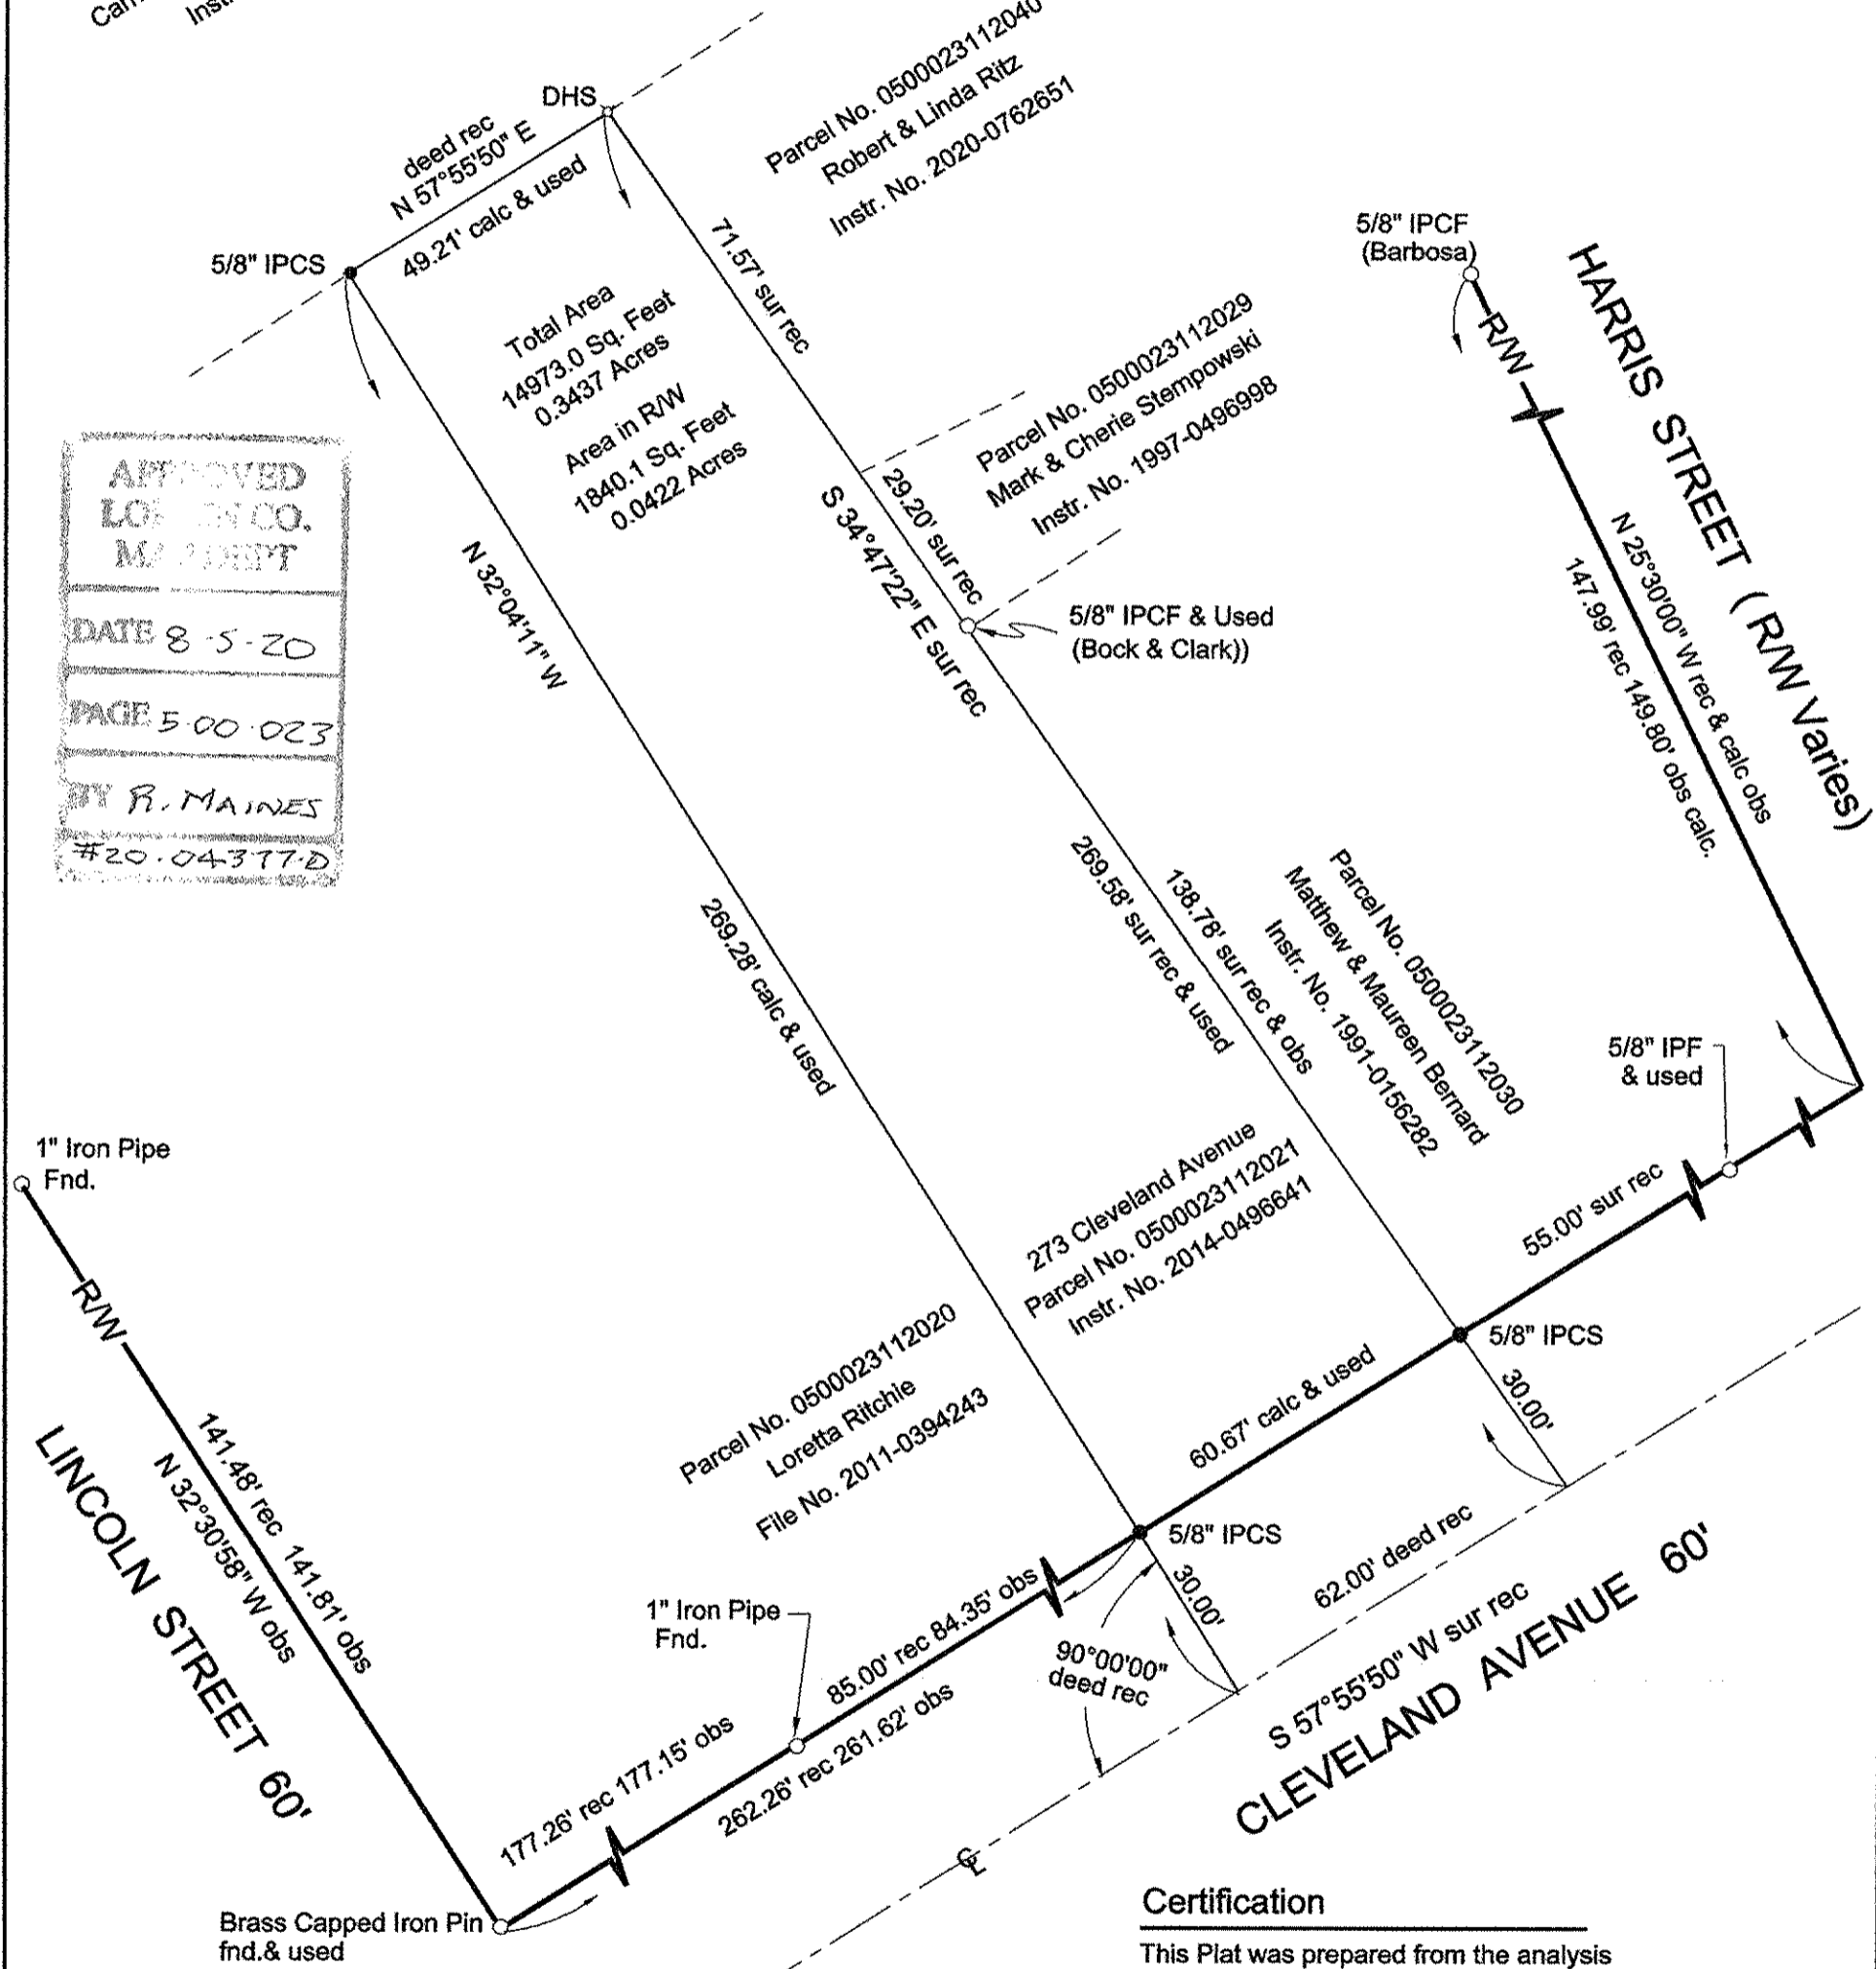 DHS
deed rec
N 57°55'50" E
49.21' calc & used
5/8" IPCS
Parcel No. 0500023112040
Robert & Linda Ritz
Instr. No. 2020-0762651
71.57' sur rec
Total Area
14973.0 Sq. Feet
0.3437 Acres
Area in R/W
1840.1 Sq. Feet
0.0422 Acres
5/8" IPCF
(Barbosa)
R/W
HARRIS STREET (R/W Varies)
N 25°30'00" W rec & calc obs
147.99' rec 149.80' obs calc.
Parcel No. 0500023112029
Mark & Cherie Stempowski
Instr. No. 1997-0496998
29.20' sur rec
S 34°47'22" E sur rec
5/8" IPCF & Used
(Bock & Clark))
CO.
DATE 8-5-20
PAGE 5-00-023
BY R. MAINES
#20-04377-D
N 32°04'11" W
269.28' calc & used
269.58' sur rec & used
138.78' sur rec & obs
Parcel No. 0500023112030
Matthew & Maureen Bernard
Instr. No. 1991-0156282
5/8" IPF
& used
55.00' sur rec
273 Cleveland Avenue
Parcel No. 0500023112021
Instr. No. 2014-0496641
1" Iron Pipe
Fnd.
R/W
141.48' rec 141.81' obs
N 32°30'58" W obs
LINCOLN STREET 60'
Parcel No. 0500023112020
Loretta Ritchie
File No. 2011-0394243
60.67' calc & used
5/8" IPCS
30.00'
5/8" IPCS
30.00'
62.00' deed rec
90°00'00"
deed rec
1" Iron Pipe
Fnd.
85.00' rec 84.35' obs
177.26' rec 177.15' obs
262.26' rec 261.62' obs
S 57°55'50" W sur rec
CLEVELAND AVENUE 60'
CL
Brass Capped Iron Pin
fnd.& used
Certification
This Plat was prepared from the analysis